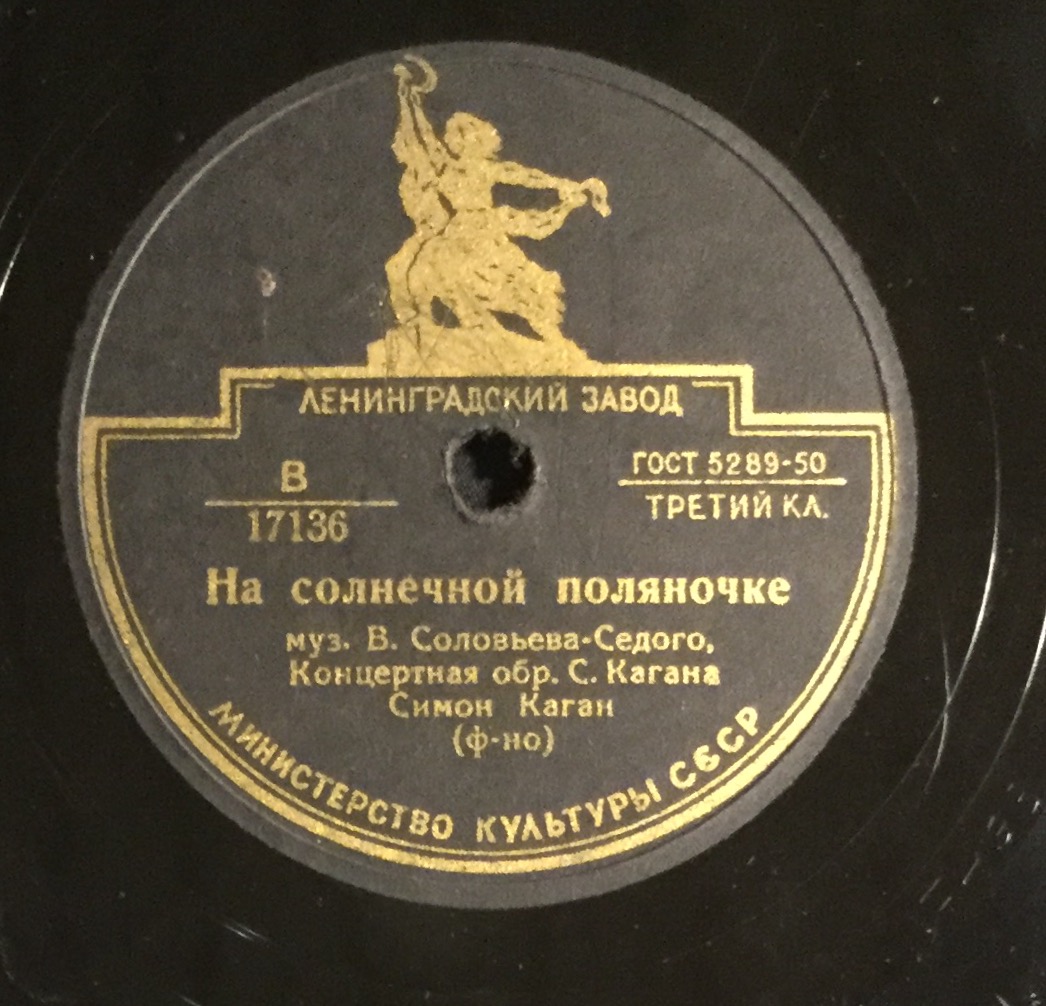 ЛЕНИНГРАДСКИЙ ЗАВОД
В
17136
ГОСТ 5289-50
ТРЕТИЙ КЛ.
На солнечной поляночке
муз. В. Соловьева-Седого,
Концертная обр. С. Кагана
Симон Каган
(ф-но)
МИНИСТЕРСТВО КУЛЬТУРЫ СССР